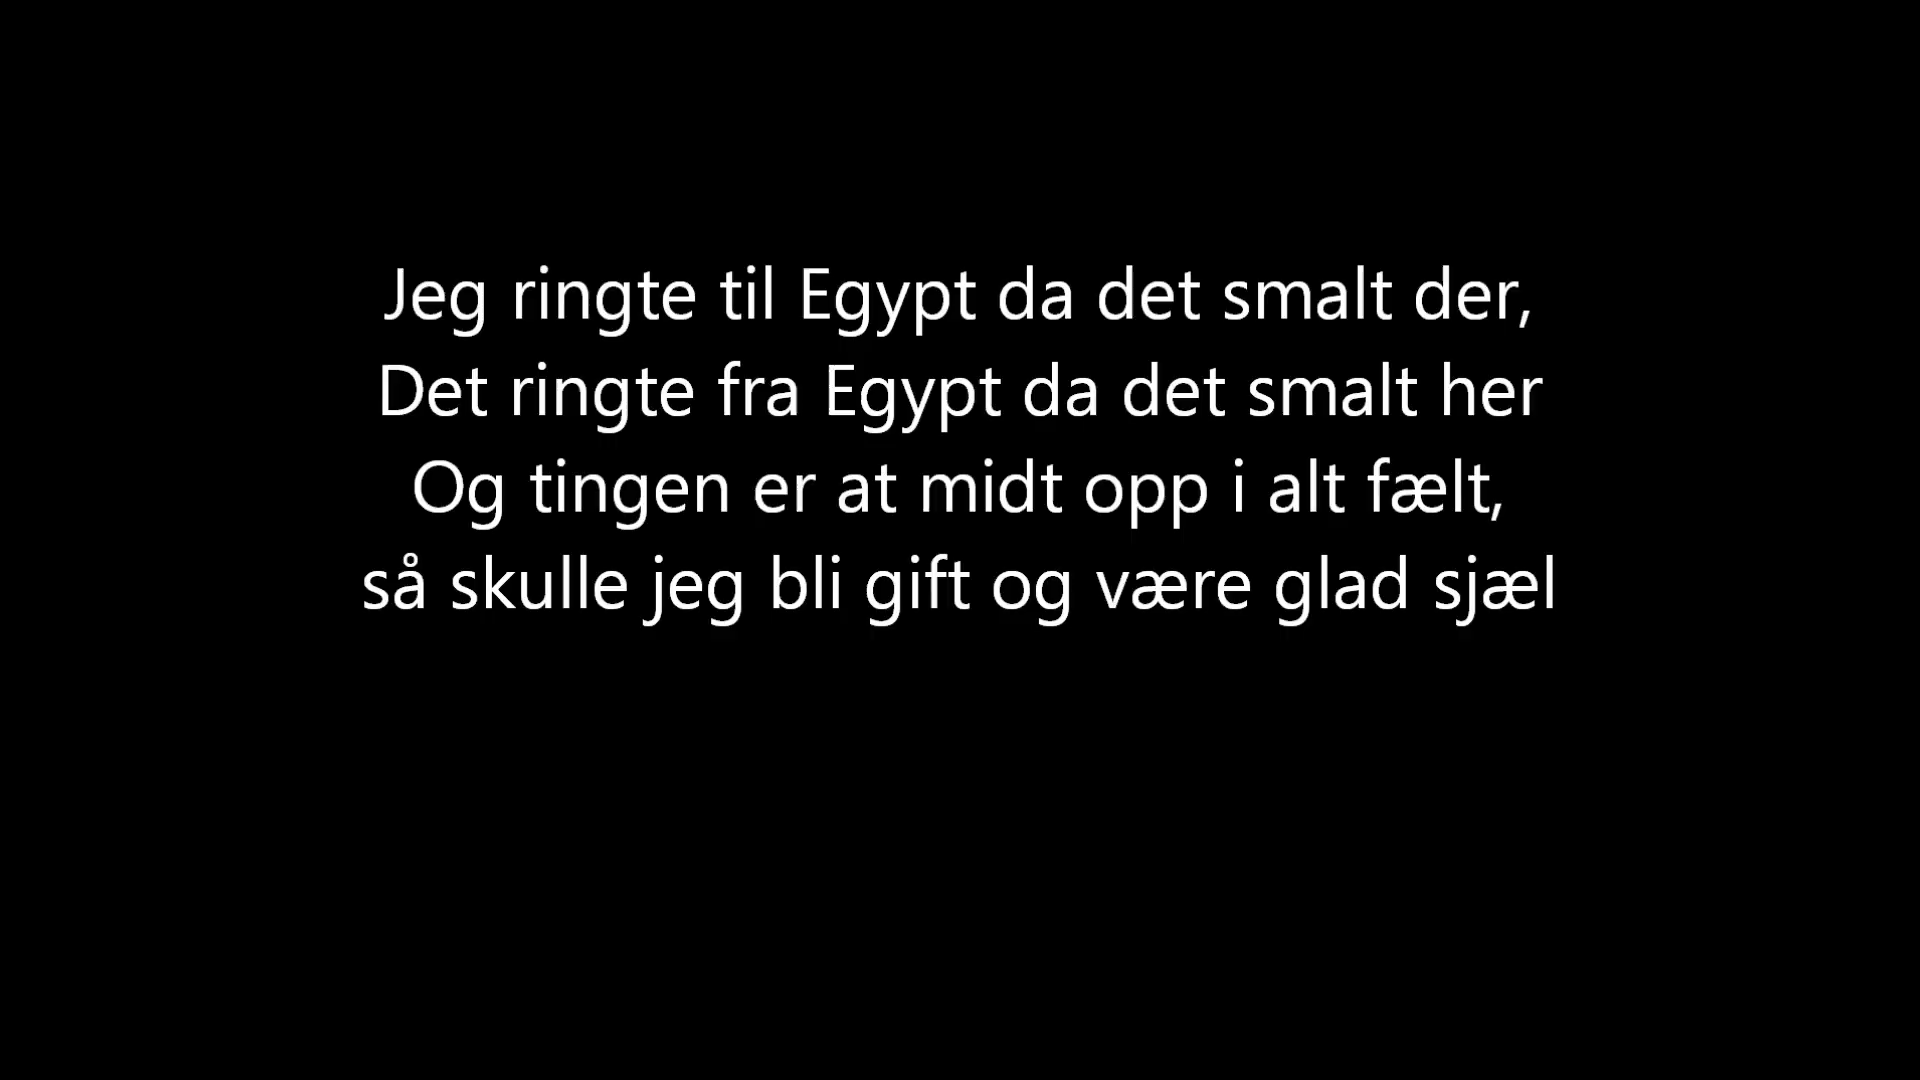 Jeg ringte til Egypt da det smalt der,
Det ringte fra Egypt da det smalt her
Og tingen er at midt opp i alt fælt,
så skulle jeg bli gift og være glad sjæl